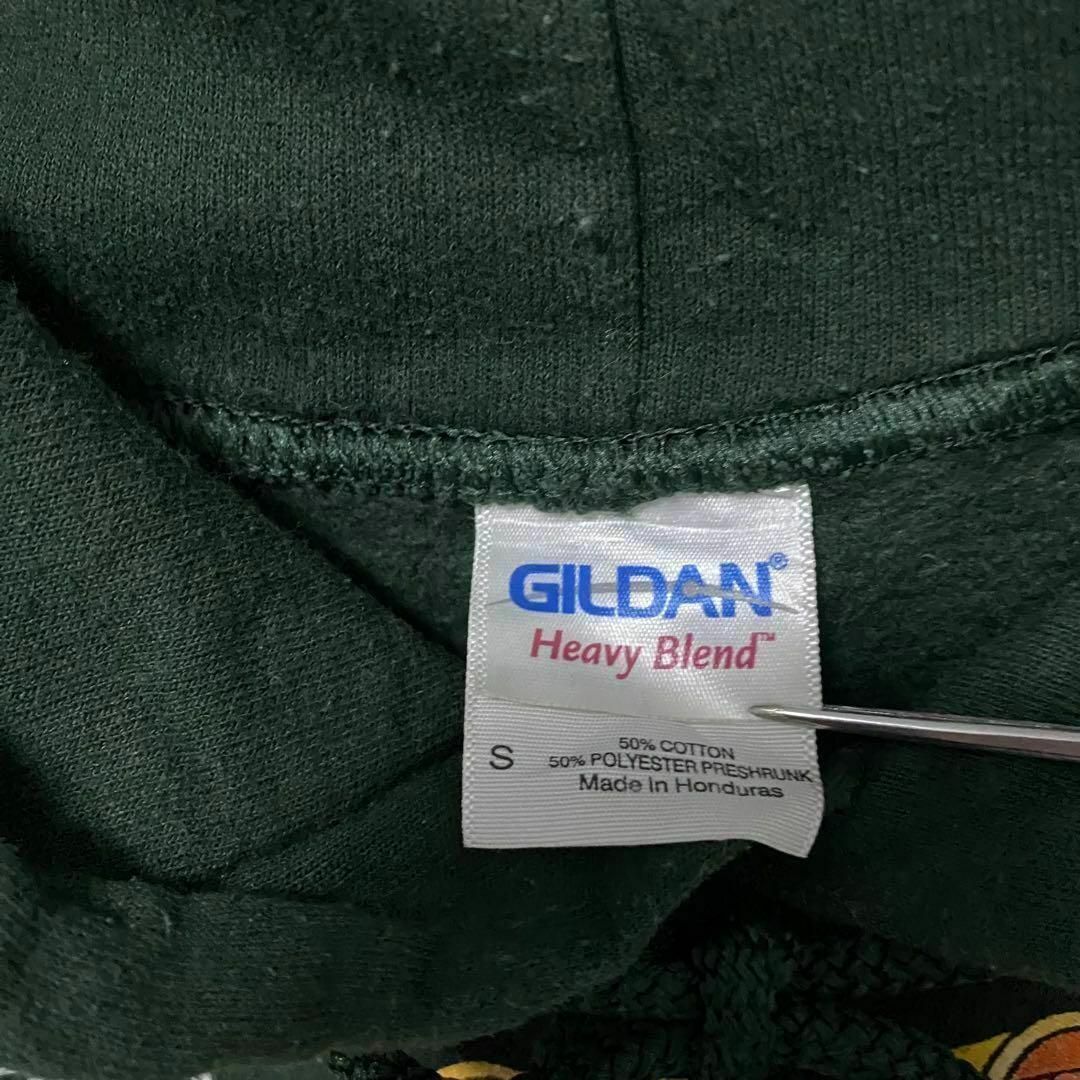 GILDAN®
Heavy Blend™
S
50% COTTON
50% POLYESTER PRESHRUNK
Made In Honduras